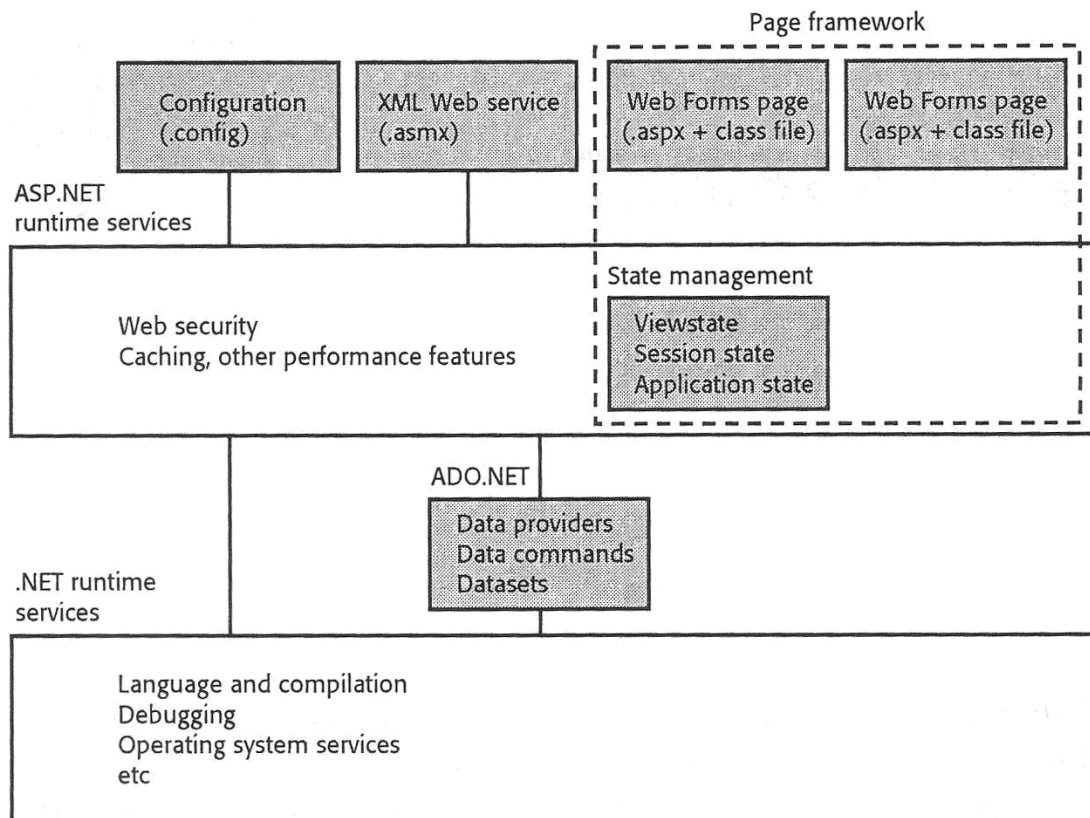 Page framework
Configuration
(.config)
XML Web service
(.asmx)
Web Forms page
(.aspx + class file)
Web Forms page
(.aspx + class file)
ASP.NET
runtime services
State management
Web security
Caching, other performance features
Viewstate
Session state
Application state
ADO.NET
Data providers
Data commands
Datasets
.NET runtime
services
Language and compilation
Debugging
Operating system services
etc